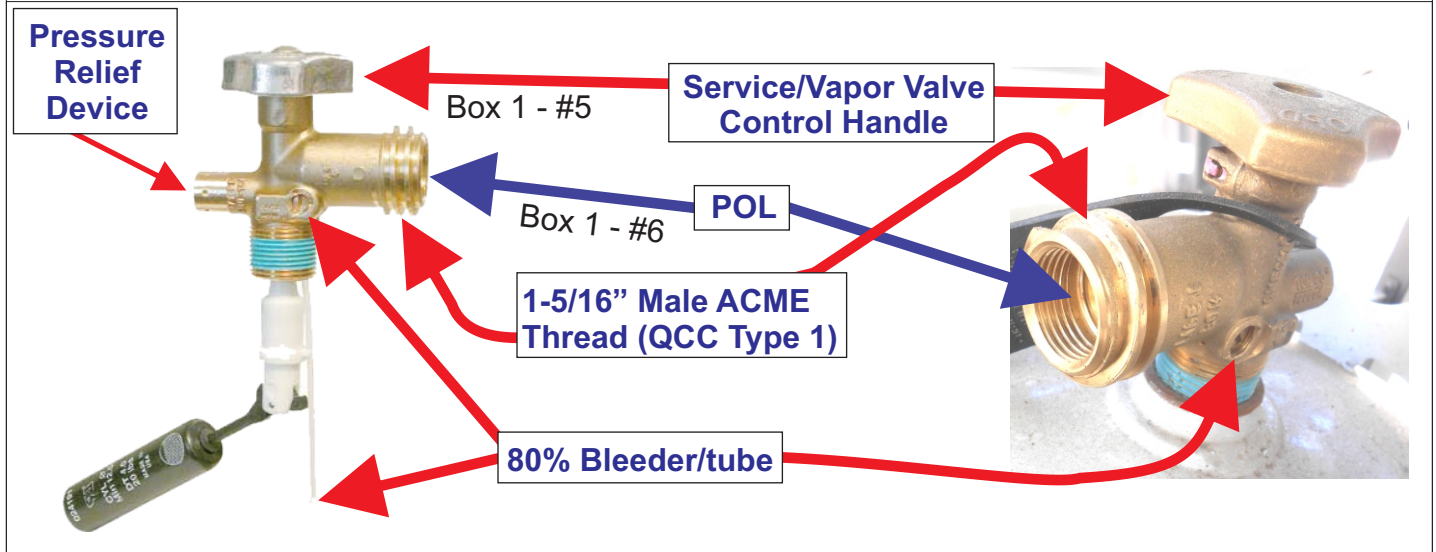 Pressure
Relief
Device
Box 1 - #5
Service/Vapor Valve
Control Handle
Box 1 - #6
POL
1-5/16” Male ACME
Thread (QCC Type 1)
80% Bleeder/tube